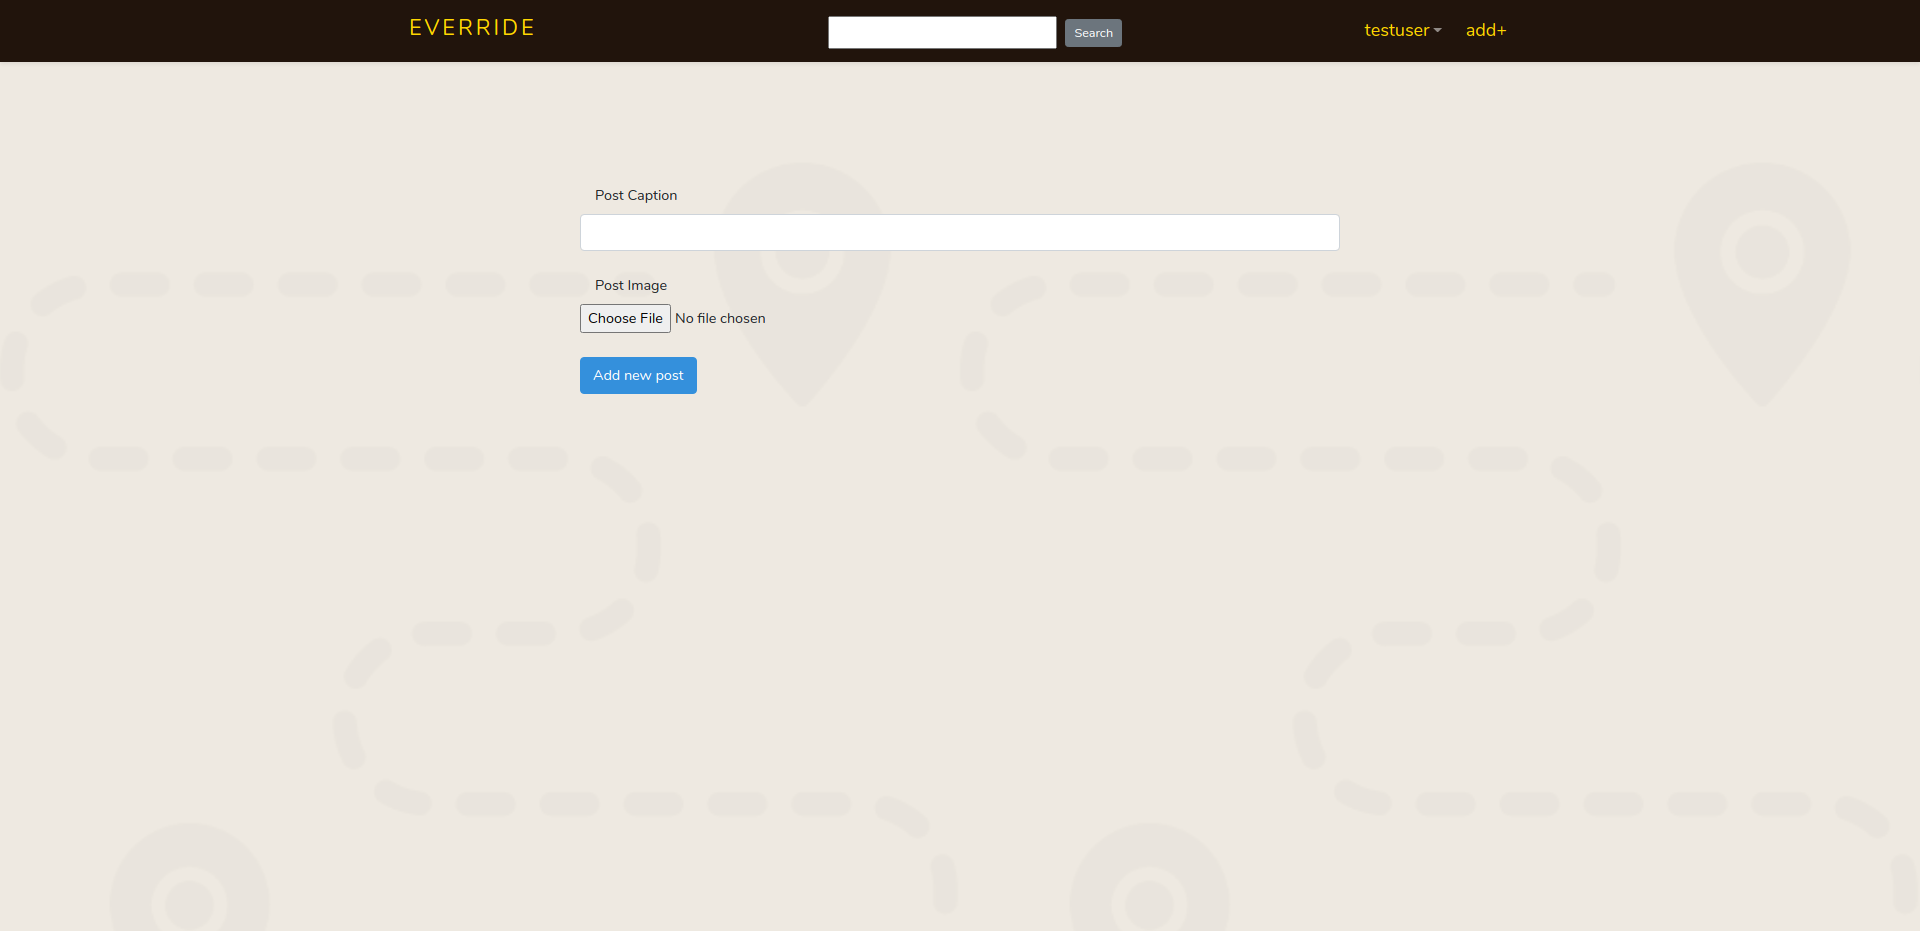 EVERRIDE
Search
testuser
add+
Post Caption
Post Image
Choose File No file chosen
Add new post